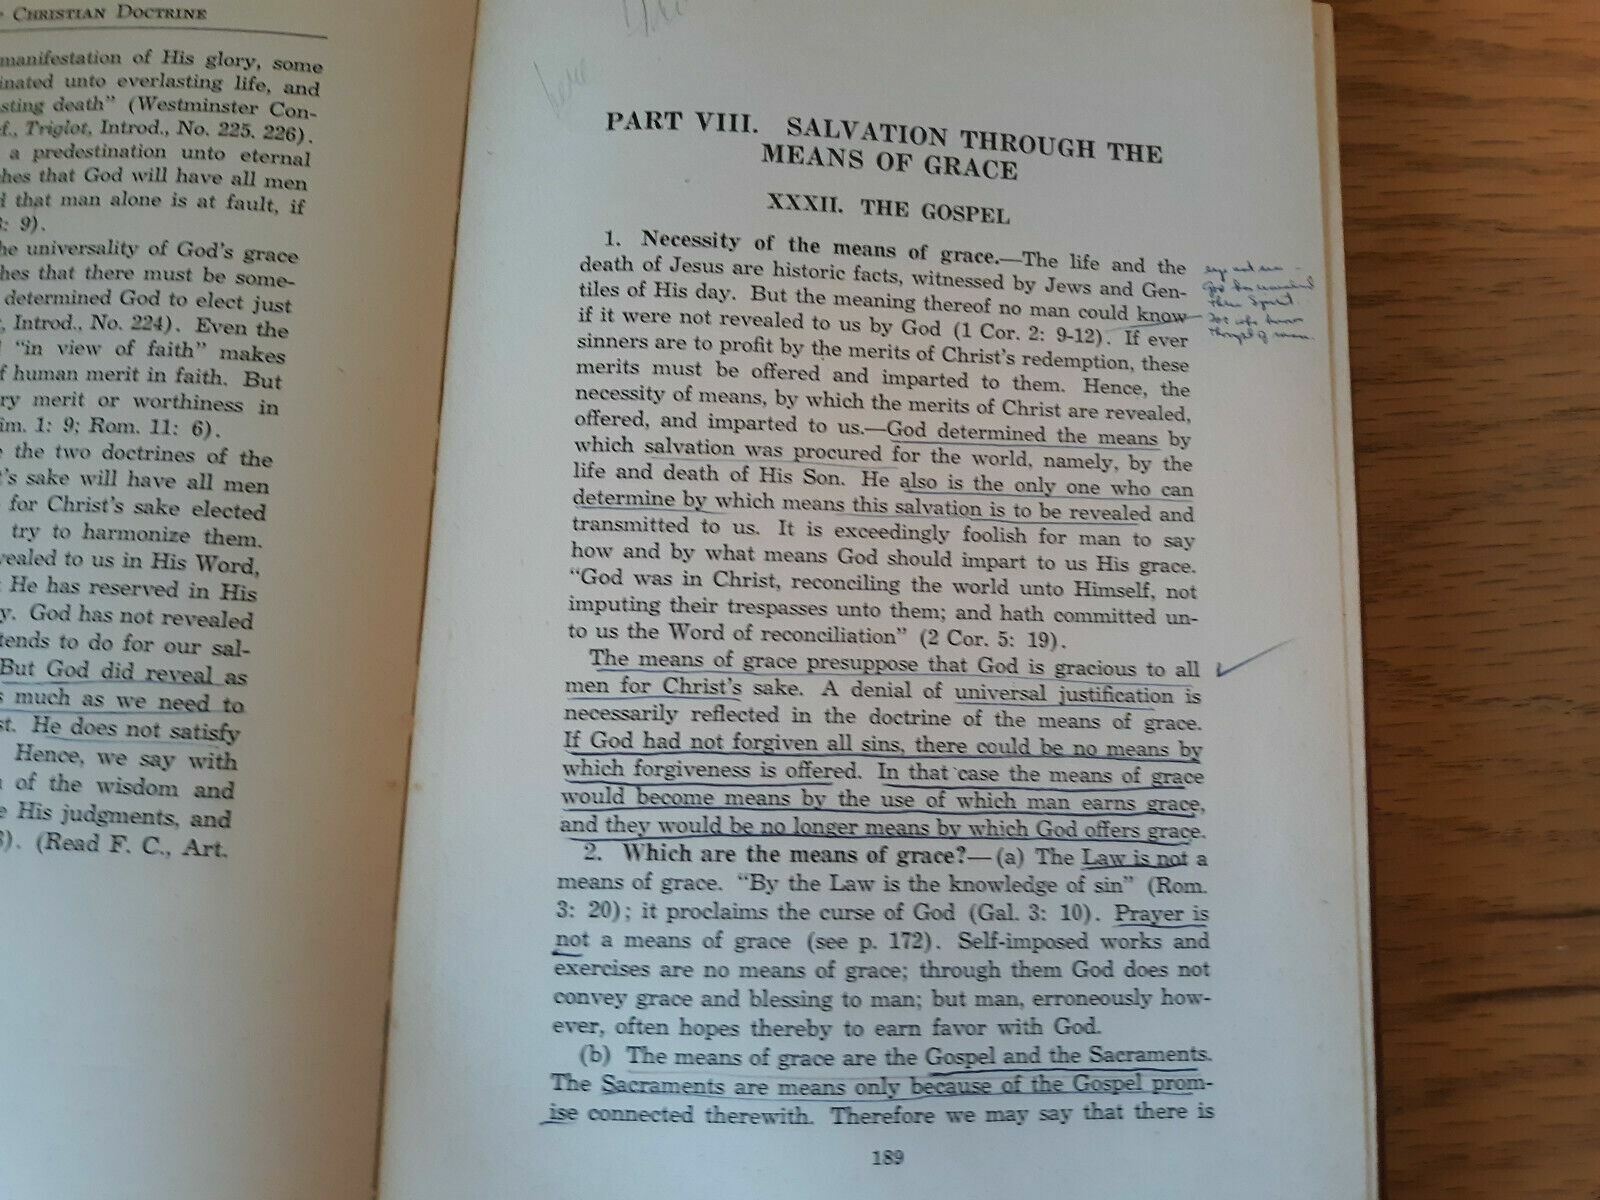 CHRISTIAN DOCTRINE
manifestation of His glory, some
inated unto everlasting life, and
sting death" (Westminster Con-
f., Triglot, Introd., No. 225. 226).
a predestination unto eternal
hes that God will have all men
that man alone is at fault, if
: 9).
he universality of God's grace
hes that there must be some-
determined God to elect just
, Introd., No. 224). Even the
"in view of faith" makes
f human merit in faith. But
ry merit or worthiness in
im. 1: 9; Rom. 11: 6).
the two doctrines of the
's sake will have all men
for Christ's sake elected
try to harmonize them.
vealed to us in His Word,
He has reserved in His
y. God has not revealed
tends to do for our sal-
But God did reveal as
s much as we need to
st. He does not satisfy
Hence, we say with
of the wisdom and
e His judgments, and
). (Read F. C., Art.
here
PART VIII. SALVATION THROUGH THE
MEANS OF GRACE
XXXII. THE GOSPEL
1. Necessity of the means of grace.—The life and the
death of Jesus are historic facts, witnessed by Jews and Gen-
tiles of His day. But the meaning thereof no man could know
if it were not revealed to us by God (1 Cor. 2: 9-12). If ever
sinners are to profit by the merits of Christ's redemption, these
merits must be offered and imparted to them. Hence, the
necessity of means, by which the merits of Christ are revealed,
offered, and imparted to us.—God determined the means by
which salvation was procured for the world, namely, by the
life and death of His Son. He also is the only one who can
determine by which means this salvation is to be revealed and
transmitted to us. It is exceedingly foolish for man to say
how and by what means God should impart to us His grace.
"God was in Christ, reconciling the world unto Himself, not
imputing their trespasses unto them; and hath committed un-
to us the Word of reconciliation" (2 Cor. 5: 19).
The means of grace presuppose that God is gracious to all
men for Christ's sake. A denial of universal justification is
necessarily reflected in the doctrine of the means of grace.
If God had not forgiven all sins, there could be no means by
which forgiveness is offered. In that case the means of grace
would become means by the use of which man earns grace,
and they would be no longer means by which God offers grace.
2. Which are the means of grace?—(a) The Law is not a
means of grace. "By the Law is the knowledge of sin" (Rom.
3: 20); it proclaims the curse of God (Gal. 3: 10). Prayer is
not a means of grace (see p. 172). Self-imposed works and
exercises are no means of grace; through them God does not
convey grace and blessing to man; but man, erroneously how-
ever, often hopes thereby to earn favor with God.
(b) The means of grace are the Gospel and the Sacraments.
The Sacraments are means only because of the Gospel prom-
ise connected therewith. Therefore we may say that there is
189